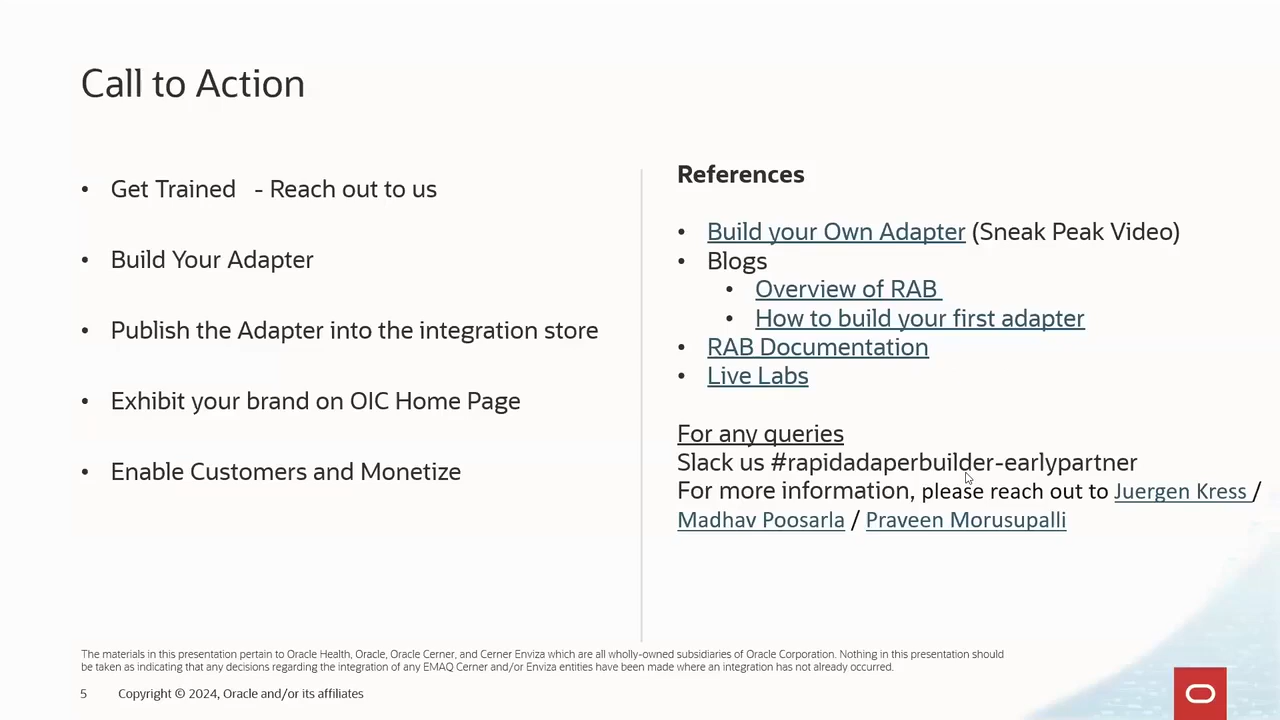 Call to Action
• Get Trained - Reach out to us
• Build Your Adapter
• Publish the Adapter into the integration store
• Exhibit your brand on OIC Home Page
• Enable Customers and Monetize
References
• Build your Own Adapter (Sneak Peak Video)
• Blogs
• Overview of RAB
• How to build your first adapter
• RAB Documentation
• Live Labs
For any queries
Slack us #rapidadaperbuilder-earlypartner
For more information, please reach out to Juergen Kress /
Madhav Poosarla / Praveen Morusupalli
The materials in this presentation pertain to Oracle Health, Oracle, Oracle Cerner, and Cerner Enviza which are all wholly-owned subsidiaries of Oracle Corporation. Nothing in this presentation should
be taken as indicating that any decisions regarding the integration of any EMAQ Cerner and/or Enviza entities have been made where an integration has not already occurred.
5 Copyright © 2024, Oracle and/or its affiliates